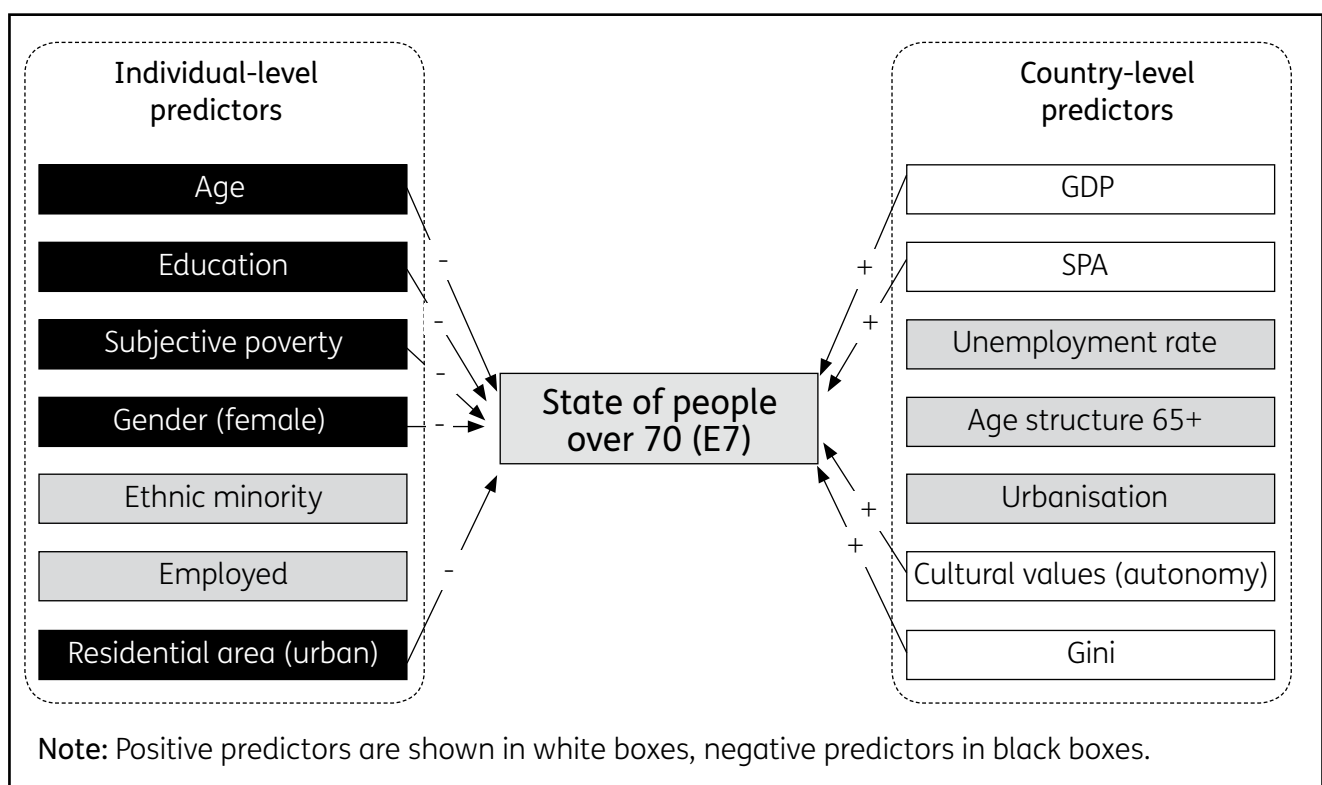 Individual-level
predictors
Age
Education
Subjective poverty
Gender (female)
Ethnic minority
Employed
Residential area (urban)
-
-
-
-
-
State of people
over 70 (E7)
Country-level
predictors
GDP
SPA
Unemployment rate
Age structure 65+
Urbanisation
Cultural values (autonomy)
Gini
+
+
+
+
Note: Positive predictors are shown in white boxes, negative predictors in black boxes.